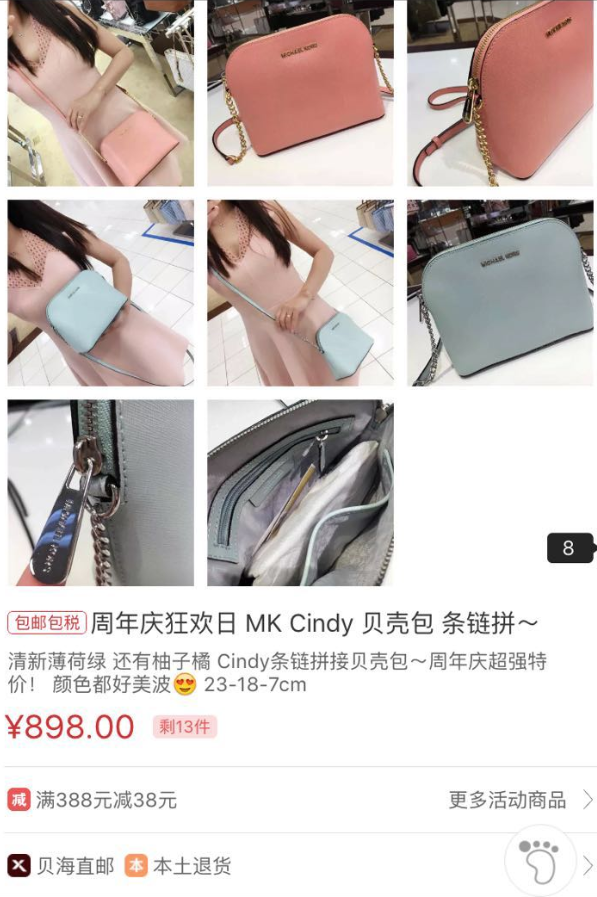 MICHAEL KORS
MICHAEL KORS
8
包邮包税 周年庆狂欢日 MK Cindy 贝壳包 条链拼～
清新薄荷绿 还有柚子橘 Cindy条链拼接贝壳包～周年庆超强特
价！ 颜色都好美波😍 23-18-7cm
¥898.00 剩13件
减 满388元减38元 更多活动商品
贝海直邮 本 本土退货